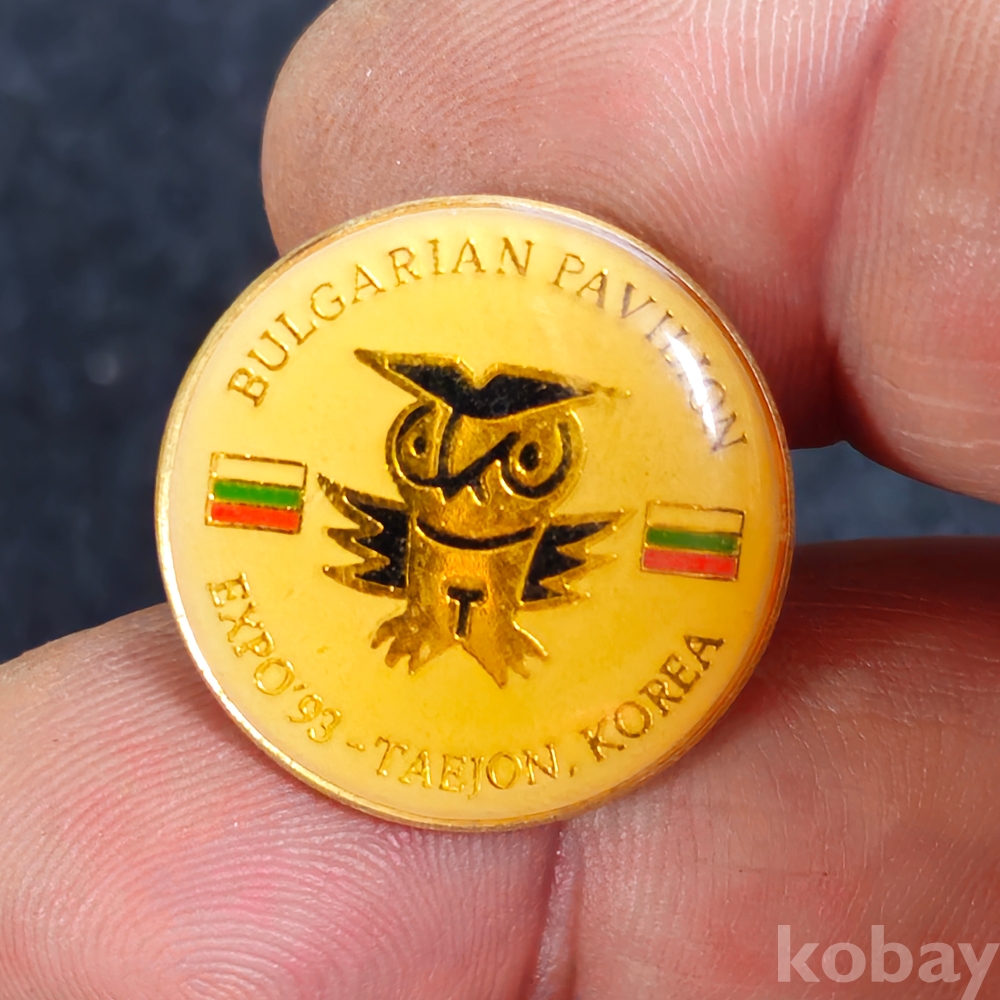 BULGARIAN PAVILION
T
EXPO'93 - TAEJON, KOREA
kobay